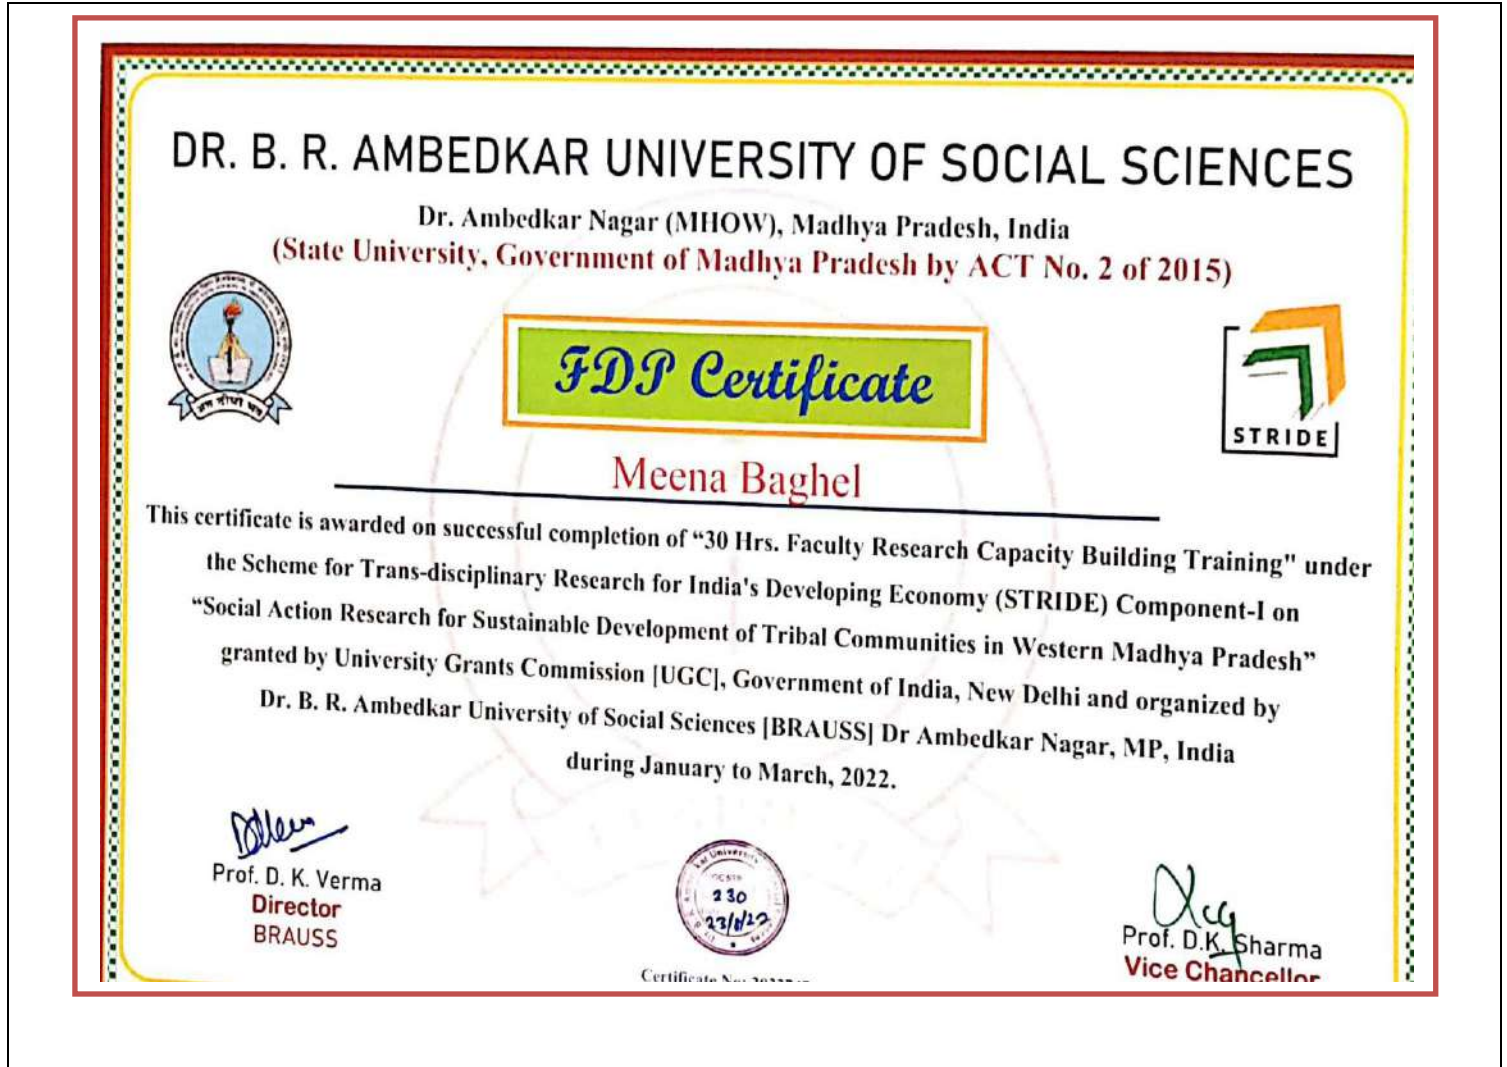 DR. B. R. AMBEDKAR UNIVERSITY OF SOCIAL SCIENCES
Dr. Ambedkar Nagar (MHOW), Madhya Pradesh, India
(State University, Government of Madhya Pradesh by ACT No. 2 of 2015)
FDP Certificate
STRIDE
Meena Baghel
This certificate is awarded on successful completion of “30 Hrs. Faculty Research Capacity Building Training" under
the Scheme for Trans-disciplinary Research for India's Developing Economy (STRIDE) Component-I on
“Social Action Research for Sustainable Development of Tribal Communities in Western Madhya Pradesh”
granted by University Grants Commission [UGC], Government of India, New Delhi and organized by
Dr. B. R. Ambedkar University of Social Sciences [BRAUSS] Dr Ambedkar Nagar, MP, India
during January to March, 2022.
Prof. D. K. Verma
Director
BRAUSS
University
230
Prof. D.K. Sharma
Vice Chancellor
Certificate No: